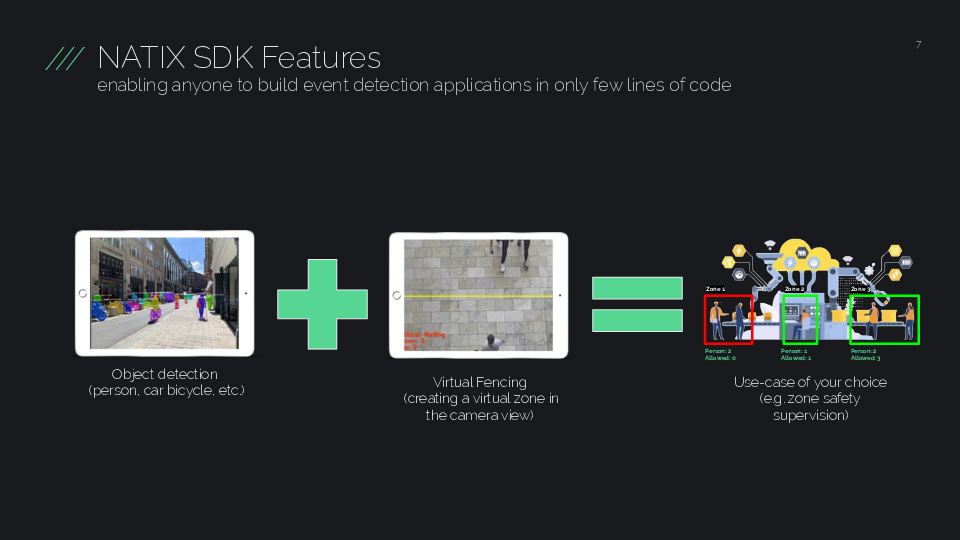 7
NATIX SDK Features
enabling anyone to build event detection applications in only few lines of code
Zone 1
Zone 2
Zone 3
Person: 2
Allowed: 0
Person: 1
Allowed: 1
Person:2
Allowed: 3
Object detection
(person, car bicycle, etc.)
Virtual Fencing
(creating a virtual zone in
the camera view)
Use-case of your choice
(e.g. zone safety
supervision)